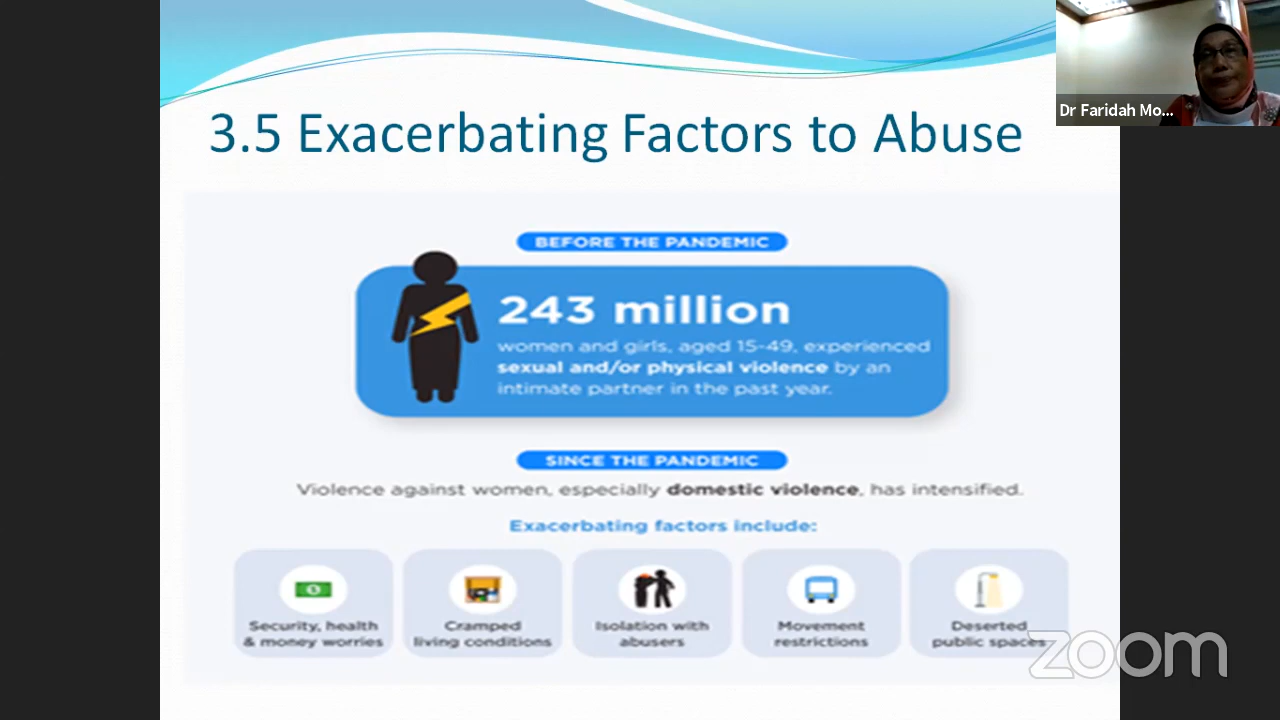 3.5 Exacerbating Factors to Abuse
Dr Faridah Mo...
BEFORE THE PANDEMIC
243 million
women and girls, aged 15-49, experienced
sexual and/or physical violence by an
intimate partner in the past year.
SINCE THE PANDEMIC
Violence against women, especially domestic violence, has intensified.
Exacerbating factors include:
Security, health
& money worries
Cramped
living conditions
Isolation with
abusers
Movement
restrictions
Deserted
public spaces
zoom